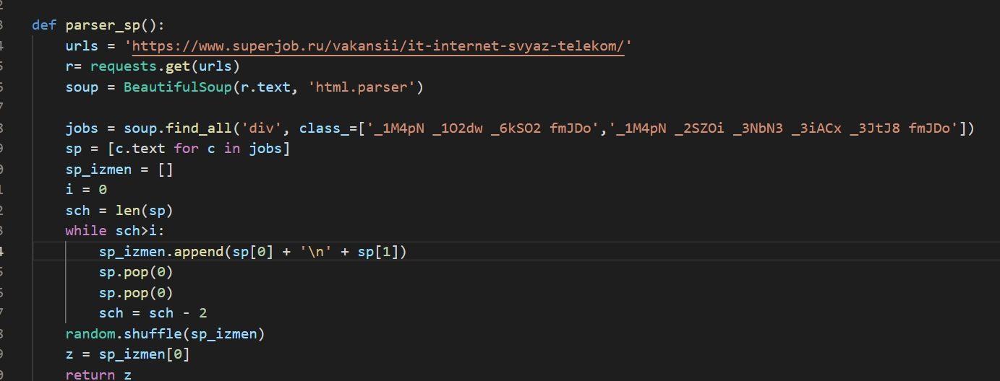 def parser_sp():
    urls = 'https://www.superjob.ru/vakansii/it-internet-svyaz-telekom/'
    r= requests.get(urls)
    soup = BeautifulSoup(r.text, 'html.parser')
    jobs = soup.find_all('div', class_=['_1M4pN _1O2dw _6kSO2 fmJDo','_1M4pN _2SZOi _3NbN3 _3iACx _3JtJ8 fmJDo'])
    sp = [c.text for c in jobs]
    sp_izmen = []
    i = 0
    sch = len(sp)
    while sch>i:
        sp_izmen.append(sp[0] + '\n' + sp[1])
        sp.pop(0)
        sp.pop(0)
        sch = sch - 2
    random.shuffle(sp_izmen)
    z = sp_izmen[0]
    return z